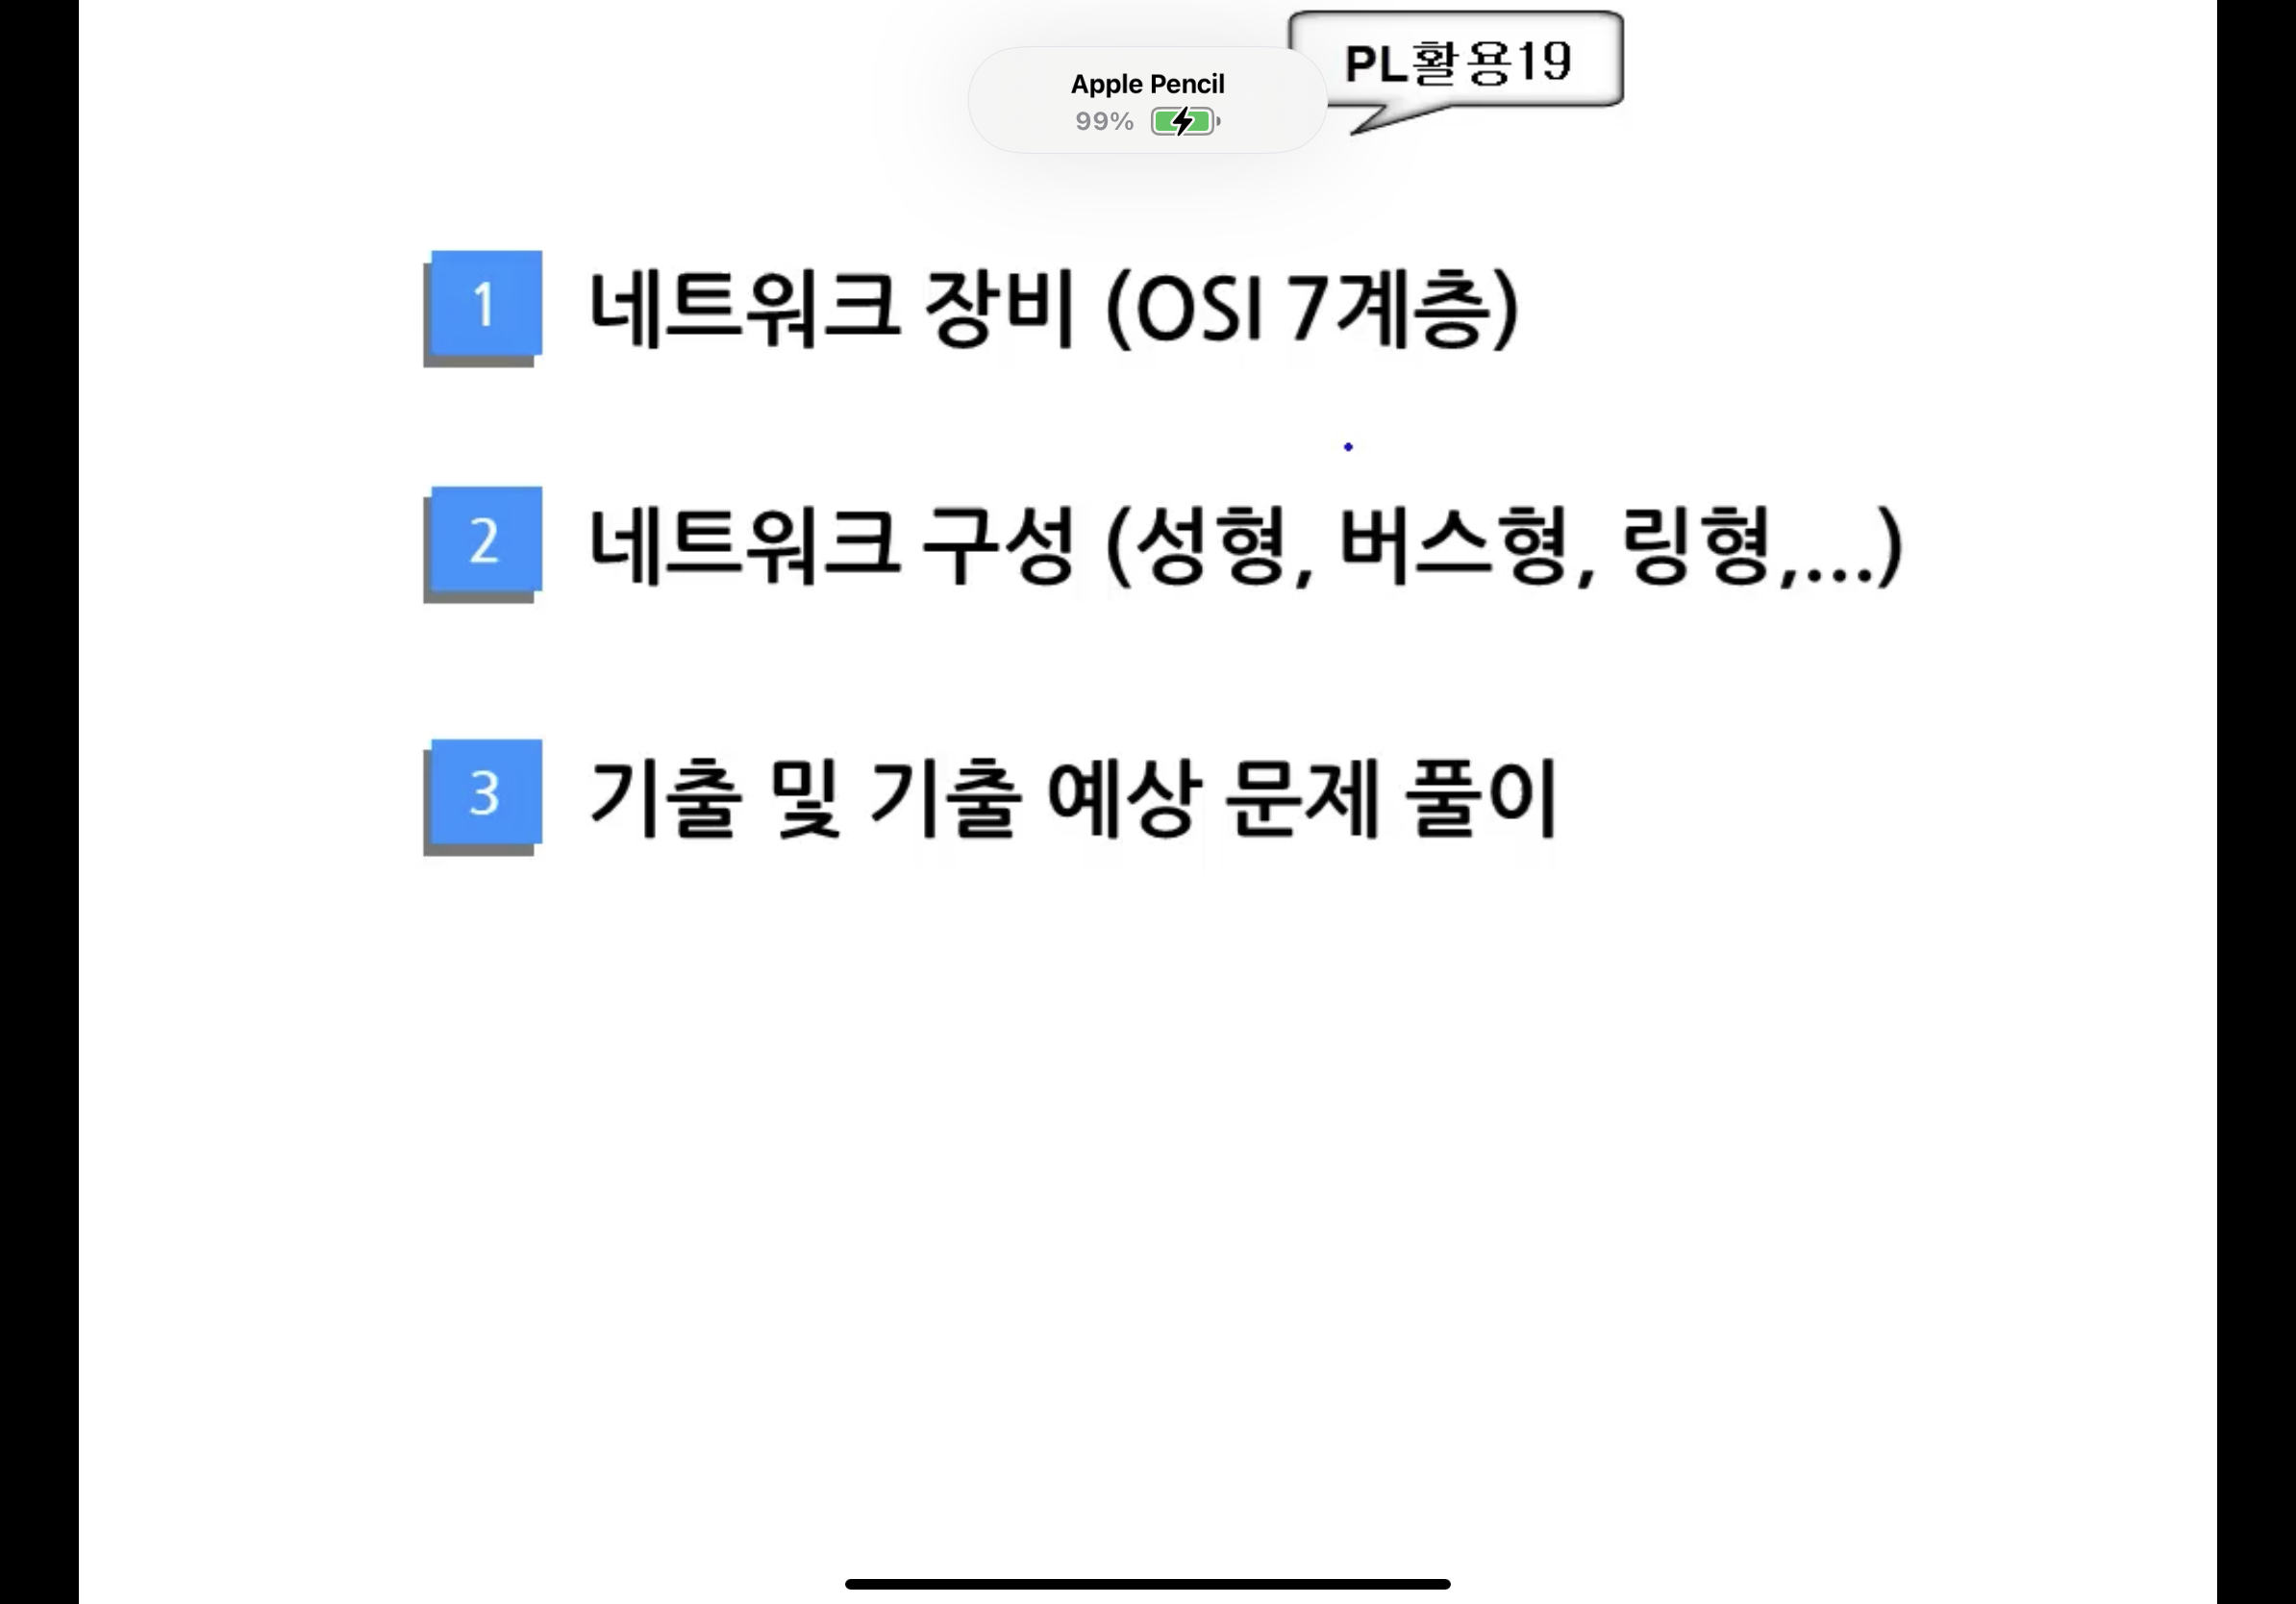 PL활용19
Apple Pencil
99%
1 네트워크 장비 (OSI 7계층)
2 네트워크 구성 (성형, 버스형, 링형,...)
3 기출 및 기출 예상 문제 풀이